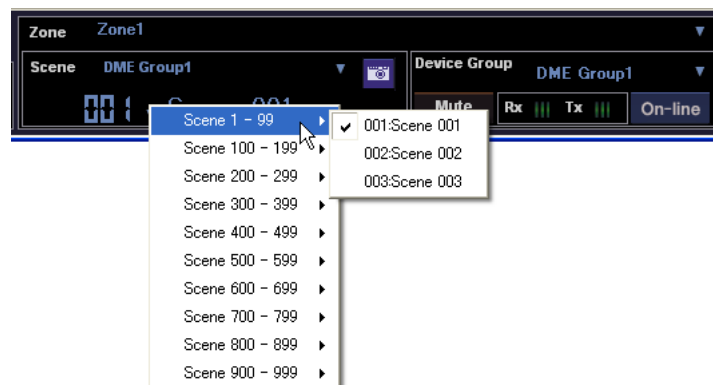 Zone Zone1
Scene DME Group1
Device Group DME Group1
001
Mute Rx Tx On-line
Scene 1 - 99
Scene 100 - 199
Scene 200 - 299
Scene 300 - 399
Scene 400 - 499
Scene 500 - 599
Scene 600 - 699
Scene 700 - 799
Scene 800 - 899
Scene 900 - 999
001:Scene 001
002:Scene 002
003:Scene 003